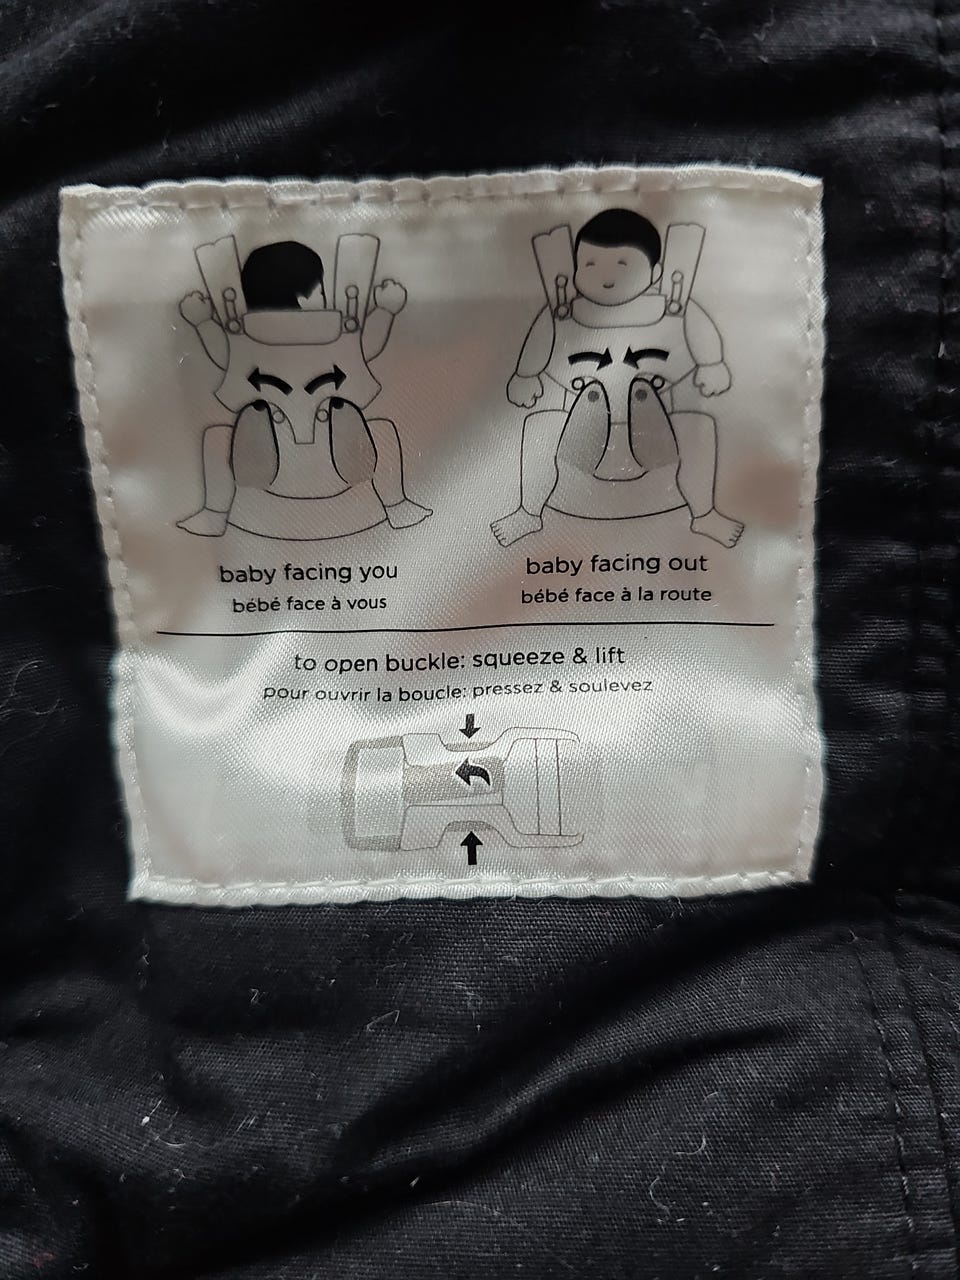 baby facing you
bébé face à vous
baby facing out
bébé face à la route
to open buckle: squeeze & lift
pour ouvrir la boucle: pressez & soulevez